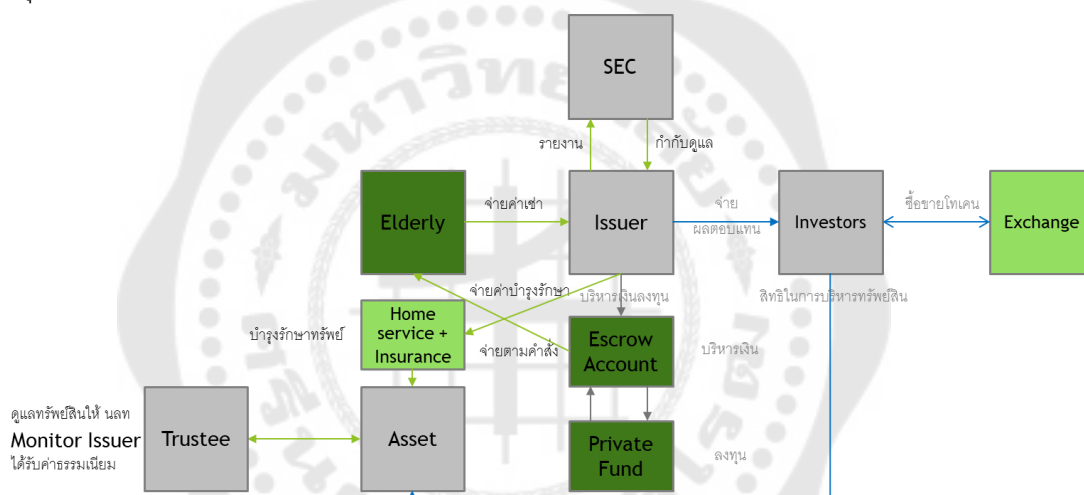 SEC
รายงาน
กำกับดูแล
Elderly
จ่ายค่าเช่า
Issuer
จ่าย
ผลตอบแทน
Investors
ซื้อขายโทเคน
Exchange
จ่ายค่าบำรุงรักษา
บริหารเงินลงทุน
สิทธิในการบริหารทรัพย์สิน
บำรุงรักษาทรัพย์
Home
service +
Insurance
จ่ายตามคำสั่ง
Escrow
Account
บริหารเงิน
ดูแลทรัพย์สินให้ นลท
Monitor Issuer
ได้รับค่าธรรมเนียม
Trustee
Asset
Private
Fund
ลงทุน